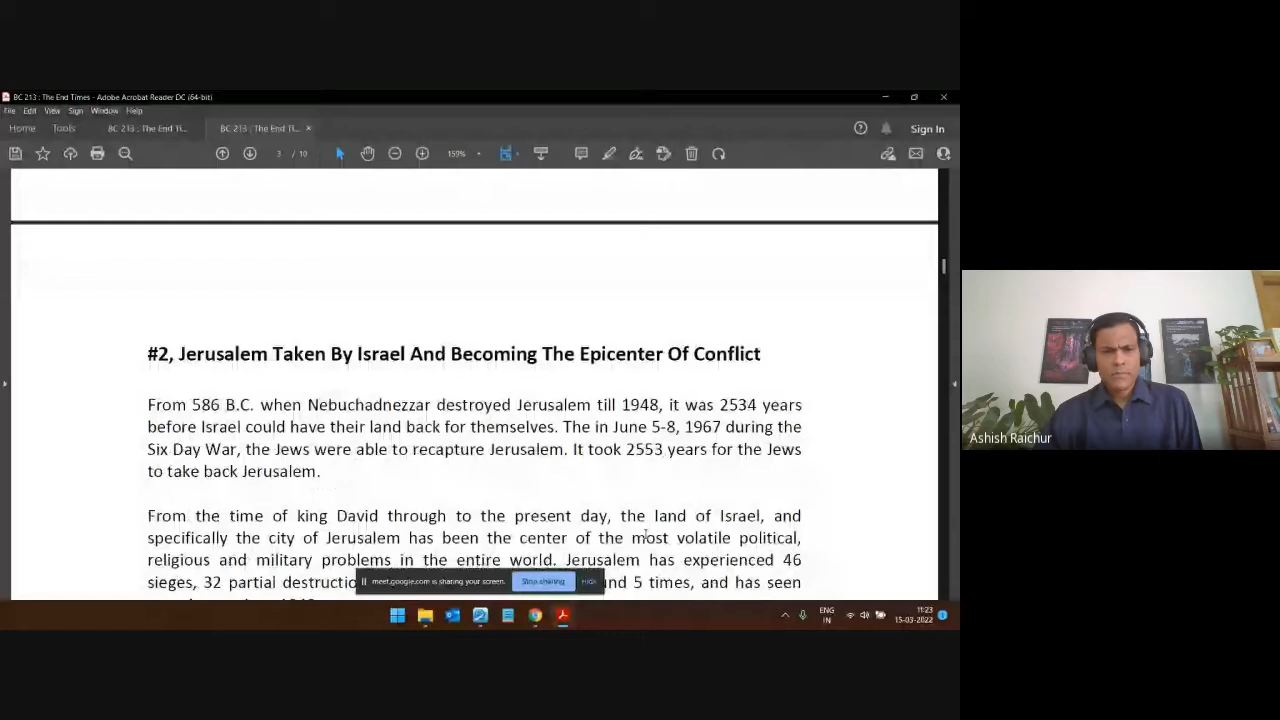 BC 213 : The End Times - Adobe Acrobat Reader DC (64-bit)
File Edit View Sign Window Help
Home Tools BC 213 : The End Ti... BC 213 : The End Ti... × Sign In
3 / 10 159%
#2, Jerusalem Taken By Israel And Becoming The Epicenter Of Conflict
From 586 B.C. when Nebuchadnezzar destroyed Jerusalem till 1948, it was 2534 years
before Israel could have their land back for themselves. The in June 5-8, 1967 during the
Six Day War, the Jews were able to recapture Jerusalem. It took 2553 years for the Jews
to take back Jerusalem.
From the time of king David through to the present day, the land of Israel, and
specifically the city of Jerusalem has been the center of the most volatile political,
religious and military problems in the entire world. Jerusalem has experienced 46
sieges, 32 partial destructio nd 5 times, and has seen
meet.google.com is sharing your screen. Stop sharing Hide
ENG
IN
11:23
15-03-2022
Ashish Raichur